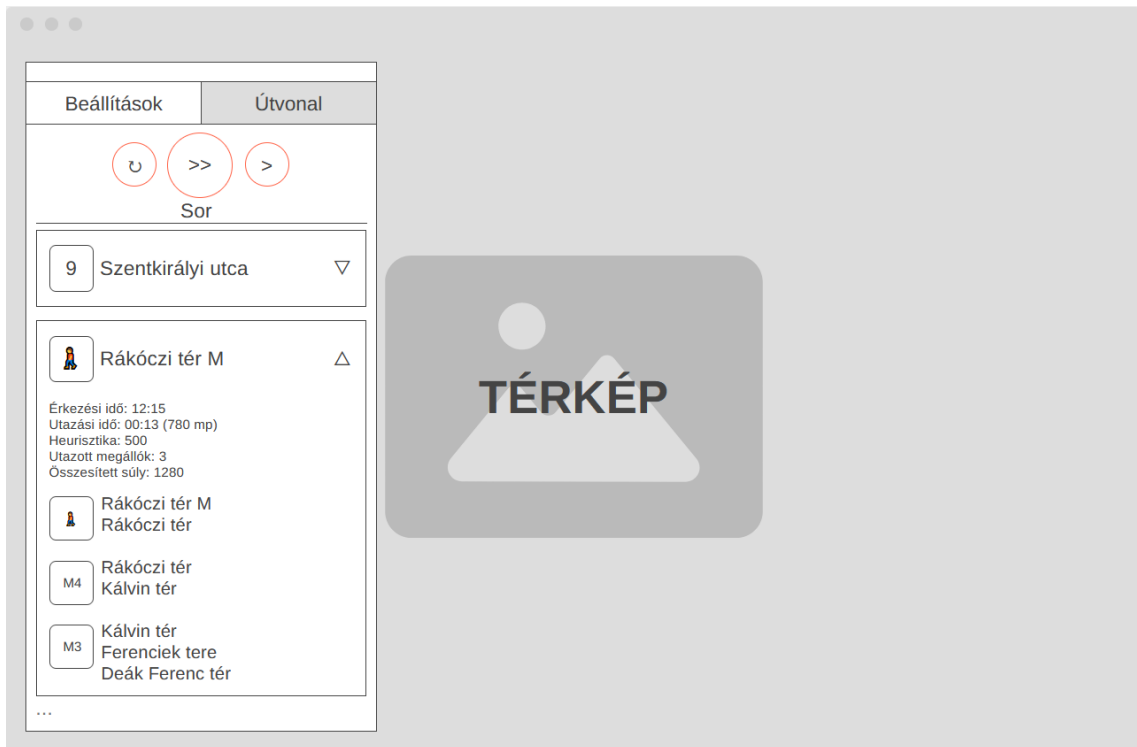 Beállítások
Útvonal
↻
>>
>
Sor
9
Szentkirályi utca
Rákóczi tér M
Érkezési idő: 12:15
Utazási idő: 00:13 (780 mp)
Heurisztika: 500
Utazott megállók: 3
Összesített súly: 1280
Rákóczi tér M
Rákóczi tér
M4
Rákóczi tér
Kálvin tér
M3
Kálvin tér
Ferenciek tere
Deák Ferenc tér
...
TÉRKÉP